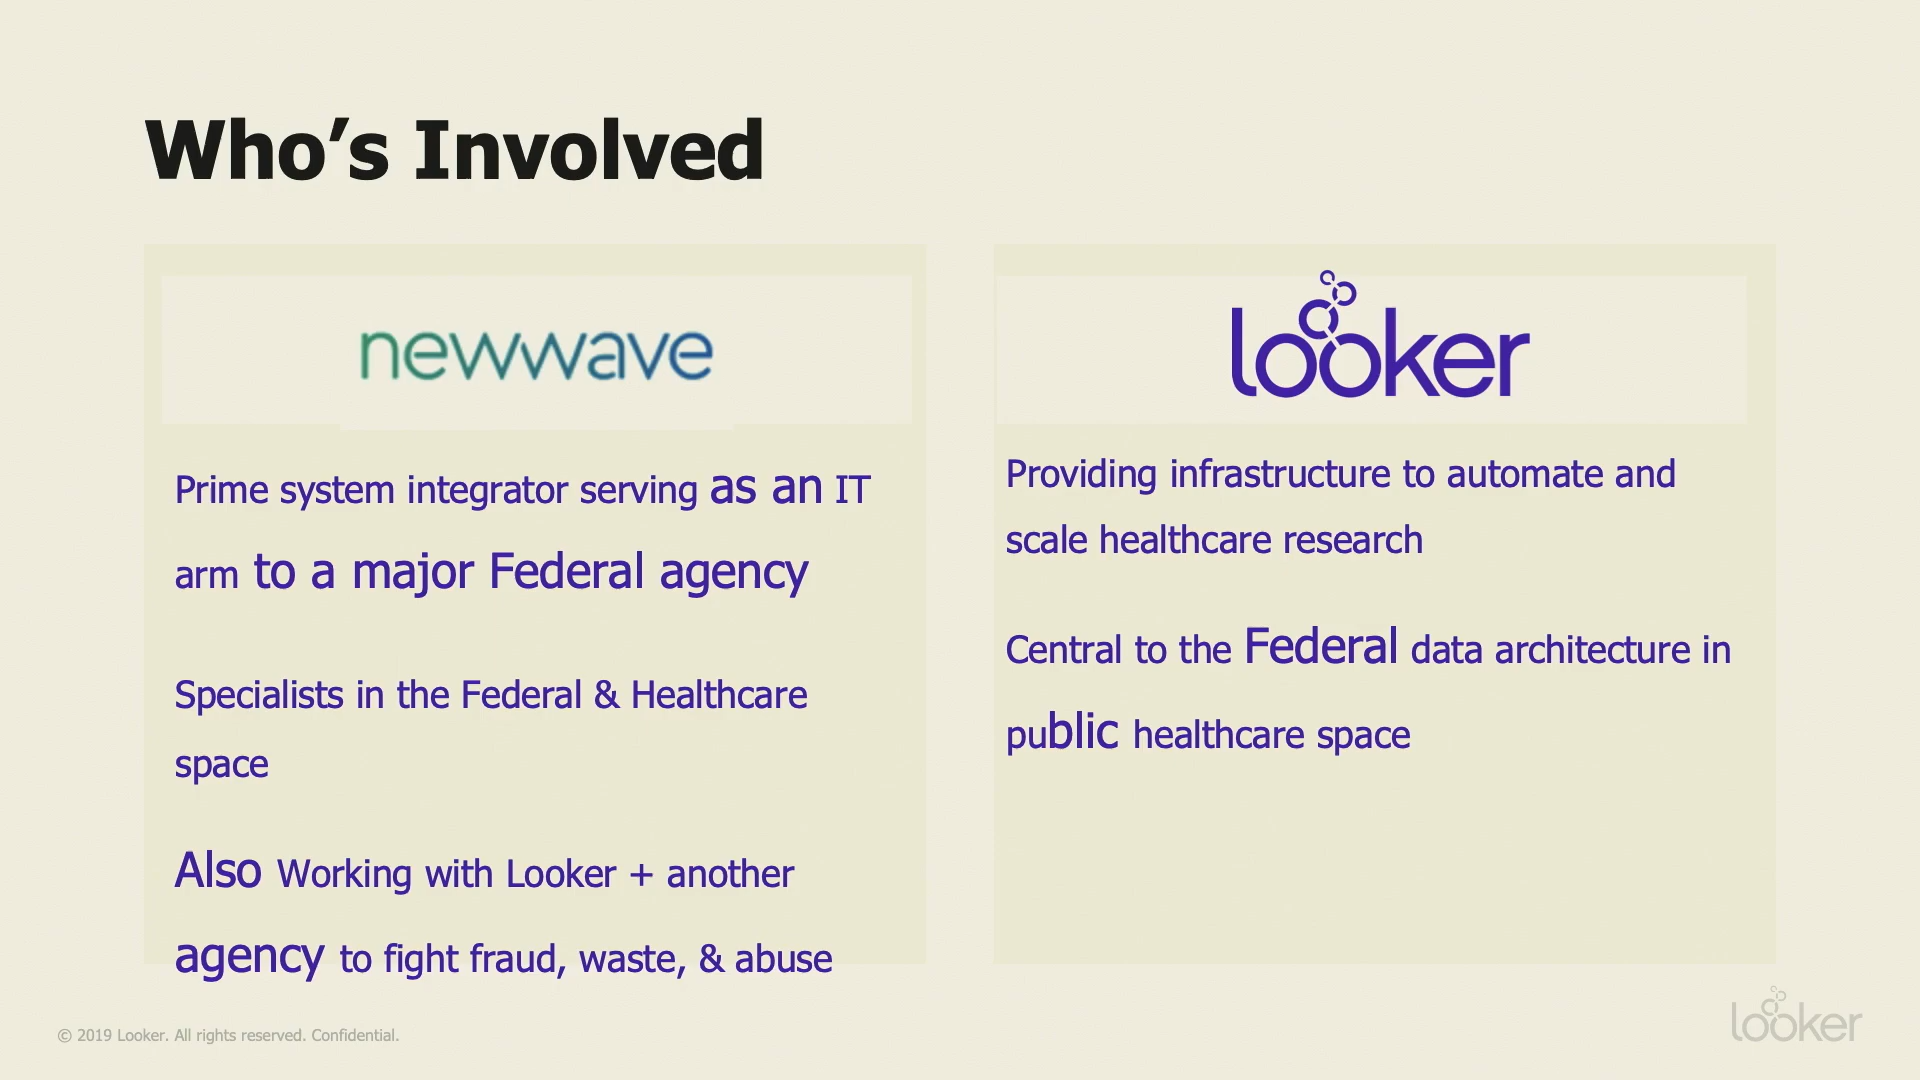 Who’s Involved
newwave
Prime system integrator serving as an IT
arm to a major Federal agency
Specialists in the Federal & Healthcare
space
Also Working with Looker + another
agency to fight fraud, waste, & abuse
looker
Providing infrastructure to automate and
scale healthcare research
Central to the Federal data architecture in
public healthcare space
© 2019 Looker. All rights reserved. Confidential.
looker